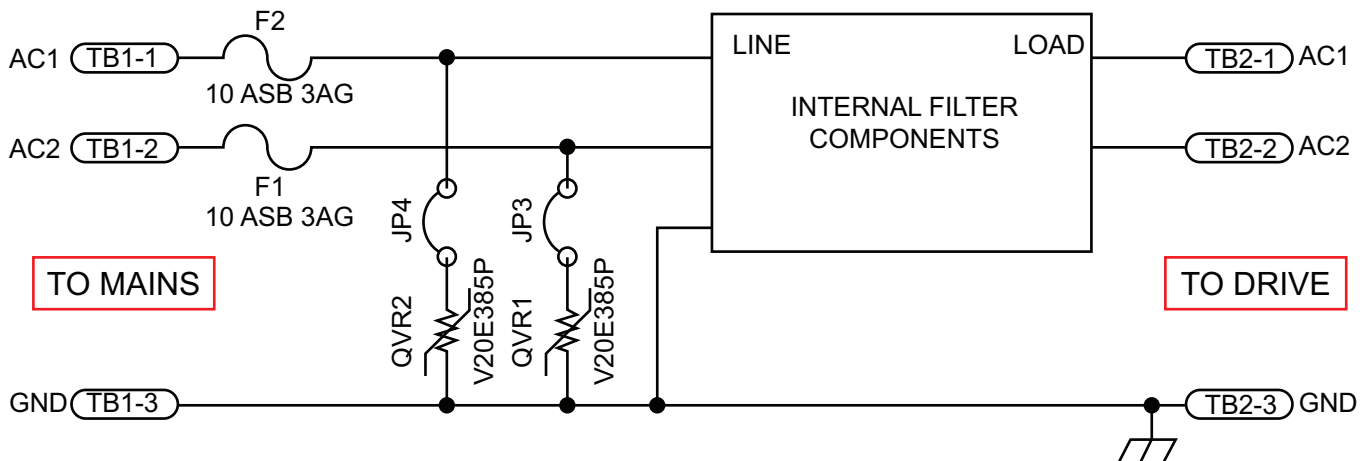 F2
AC1 TB1-1
10 ASB 3AG
LINE
LOAD
TB2-1 AC1
INTERNAL FILTER
COMPONENTS
AC2 TB1-2
F1
10 ASB 3AG
TB2-2 AC2
JP4
JP3
TO MAINS
TO DRIVE
QVR2
V20E385P
QVR1
V20E385P
GND TB1-3
TB2-3 GND